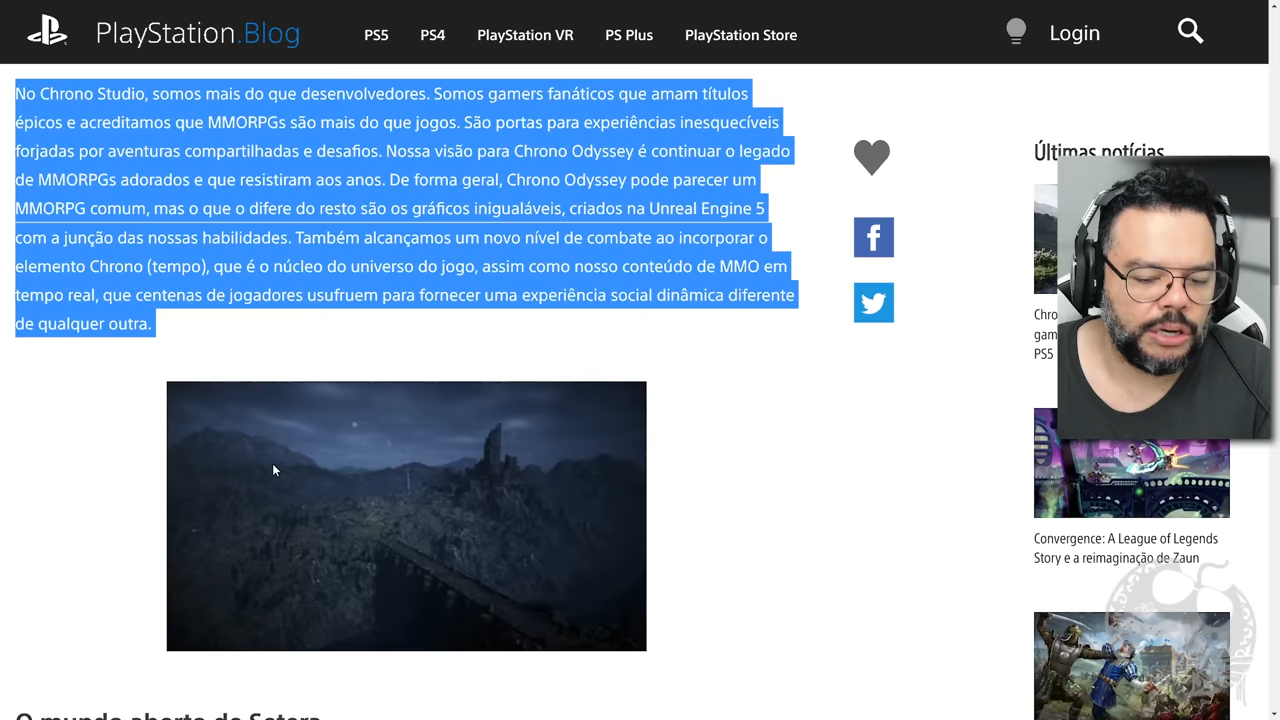 PlayStation.Blog
PS5
PS4
PlayStation VR
PS Plus
PlayStation Store
Login
No Chrono Studio, somos mais do que desenvolvedores. Somos gamers fanáticos que amam títulos
épicos e acreditamos que MMORPGs são mais do que jogos. São portas para experiências inesquecíveis
forjadas por aventuras compartilhadas e desafios. Nossa visão para Chrono Odyssey é continuar o legado
de MMORPGs adorados e que resistiram aos anos. De forma geral, Chrono Odyssey pode parecer um
MMORPG comum, mas o que o difere do resto são os gráficos inigualáveis, criados na Unreal Engine 5
com a junção das nossas habilidades. Também alcançamos um novo nível de combate ao incorporar o
elemento Chrono (tempo), que é o núcleo do universo do jogo, assim como nosso conteúdo de MMO em
tempo real, que centenas de jogadores usufruem para fornecer uma experiência social dinâmica diferente
de qualquer outra.
O mundo aberto de Setera
Últimas notícias
PS5
Convergence: A League of Legends
Story e a reimaginação de Zaun